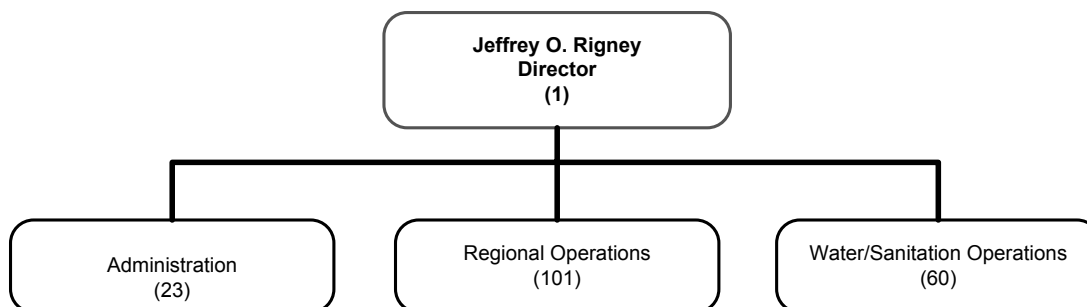 Jeffrey O. Rigney
Director
(1)
Administration
(23)
Regional Operations
(101)
Water/Sanitation Operations
(60)